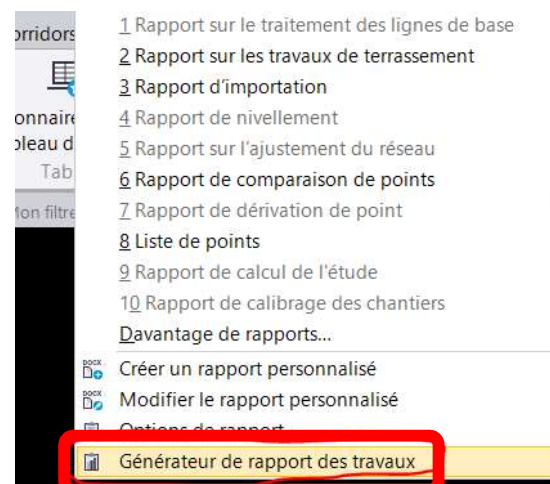 orridors
onnaire
bleau d
Tab
Mon filtre
1 Rapport sur le traitement des lignes de base
2 Rapport sur les travaux de terrassement
3 Rapport d'importation
4 Rapport de nivellement
5 Rapport sur l'ajustement du réseau
6 Rapport de comparaison de points
7 Rapport de dérivation de point
8 Liste de points
9 Rapport de calcul de l'étude
10 Rapport de calibrage des chantiers
Davantage de rapports...
DOCX Créer un rapport personnalisé
DOCX Modifier le rapport personnalisé
Options de rapport
Générateur de rapport des travaux